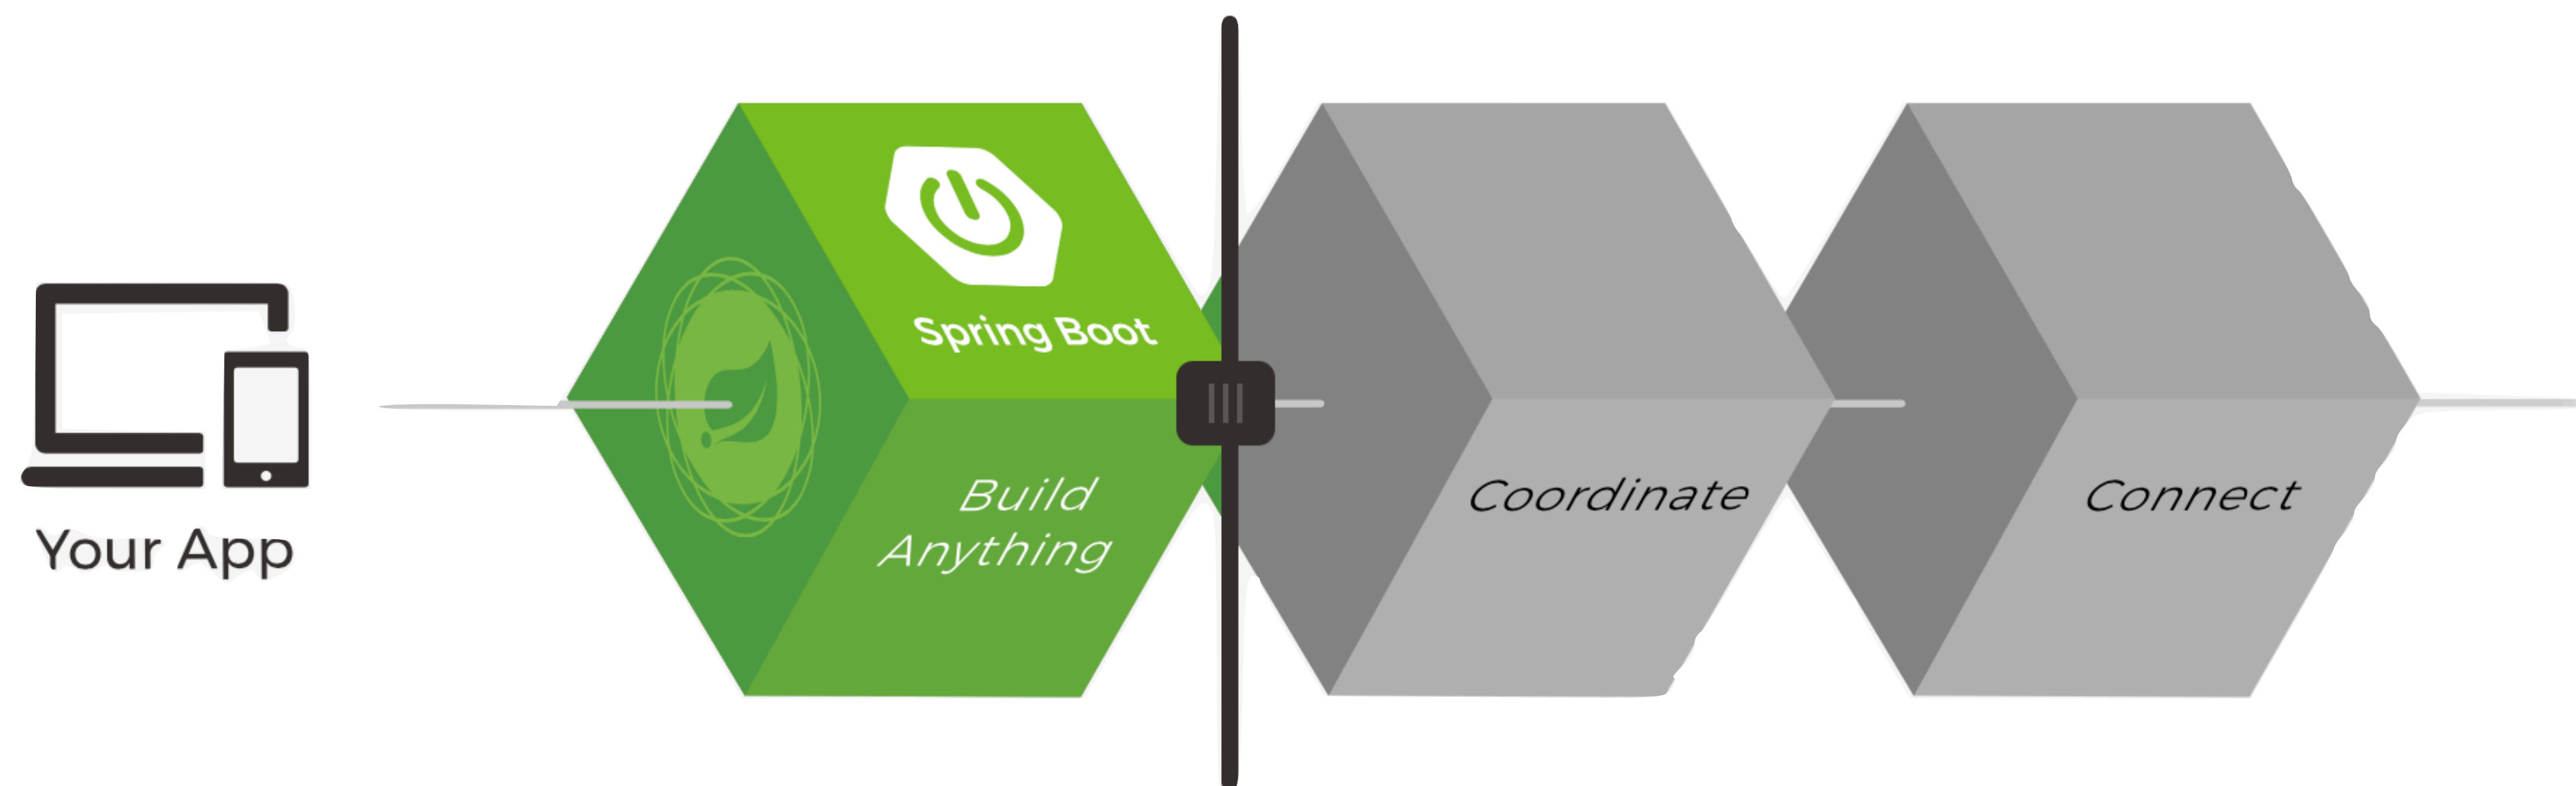 Your App
Spring Boot
Build
Anything
Coordinate
Connect